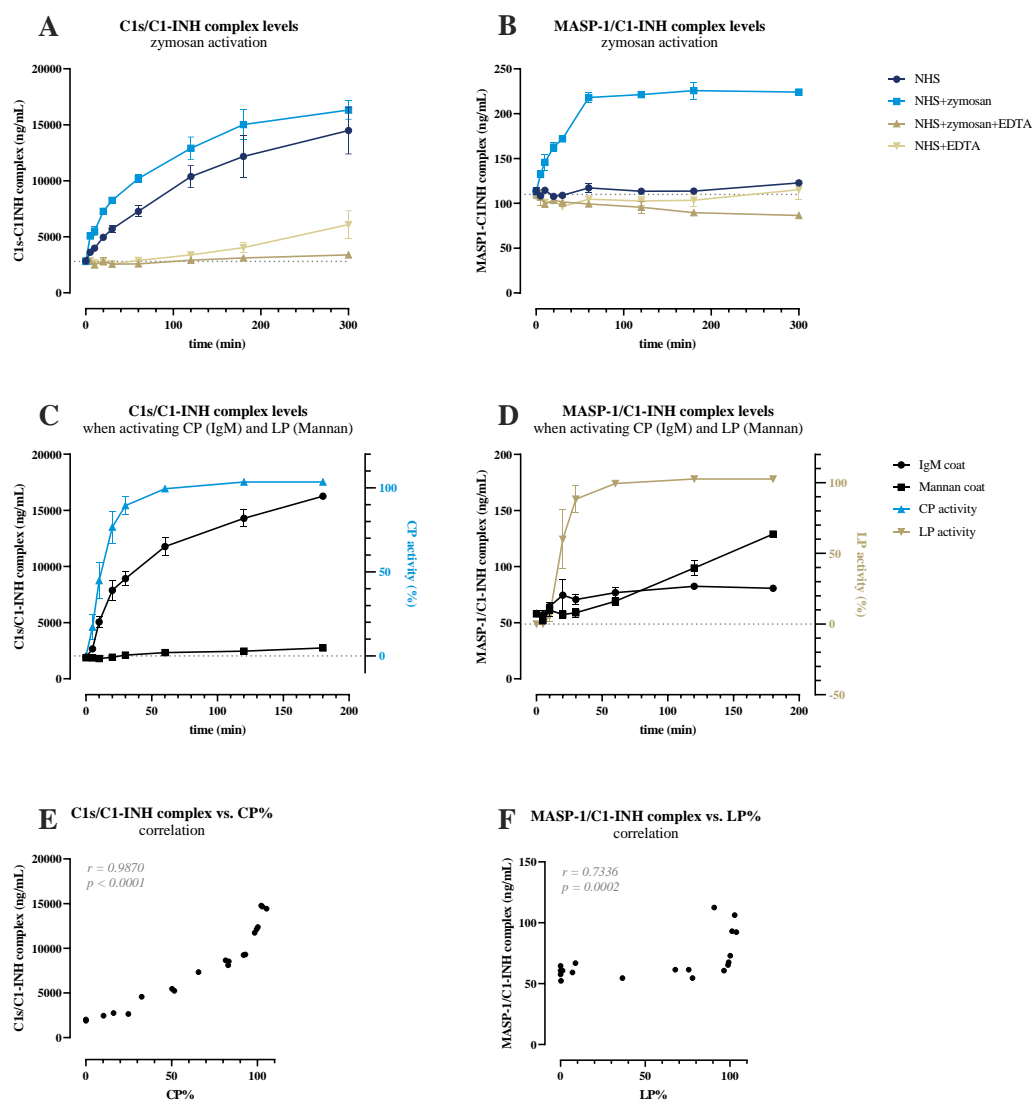 A
C1s/C1-INH complex levels
zymosan activation
C1s-C1INH complex (ng/mL)
20000
15000
10000
5000
0
0
100
200
300
time (min)
B
MASP-1/C1-INH complex levels
zymosan activation
MASP1-C1INH complex (ng/mL)
250
200
150
100
50
0
0
100
200
300
time (min)
NHS
NHS+zymosan
NHS+zymosan+EDTA
NHS+EDTA
C
C1s/C1-INH complex levels
when activating CP (IgM) and LP (Mannan)
C1s/C1-INH complex (ng/mL)
20000
15000
10000
5000
0
100
50
0
CP activity (%)
0
50
100
150
200
time (min)
D
MASP-1/C1-INH complex levels
when activating CP (IgM) and LP (Mannan)
MASP-1/C1-INH complex (ng/mL)
200
150
100
50
0
100
50
0
-50
LP activity (%)
0
50
100
150
200
time (min)
IgM coat
Mannan coat
CP activity
LP activity
E
C1s/C1-INH complex vs. CP%
correlation
C1s/C1-INH complex (ng/mL)
20000
15000
10000
5000
0
r = 0.9870
p < 0.0001
0
50
100
CP%
F
MASP-1/C1-INH complex vs. LP%
correlation
MASP-1/C1-INH complex (ng/mL)
150
100
50
0
r = 0.7336
p = 0.0002
0
50
100
LP%